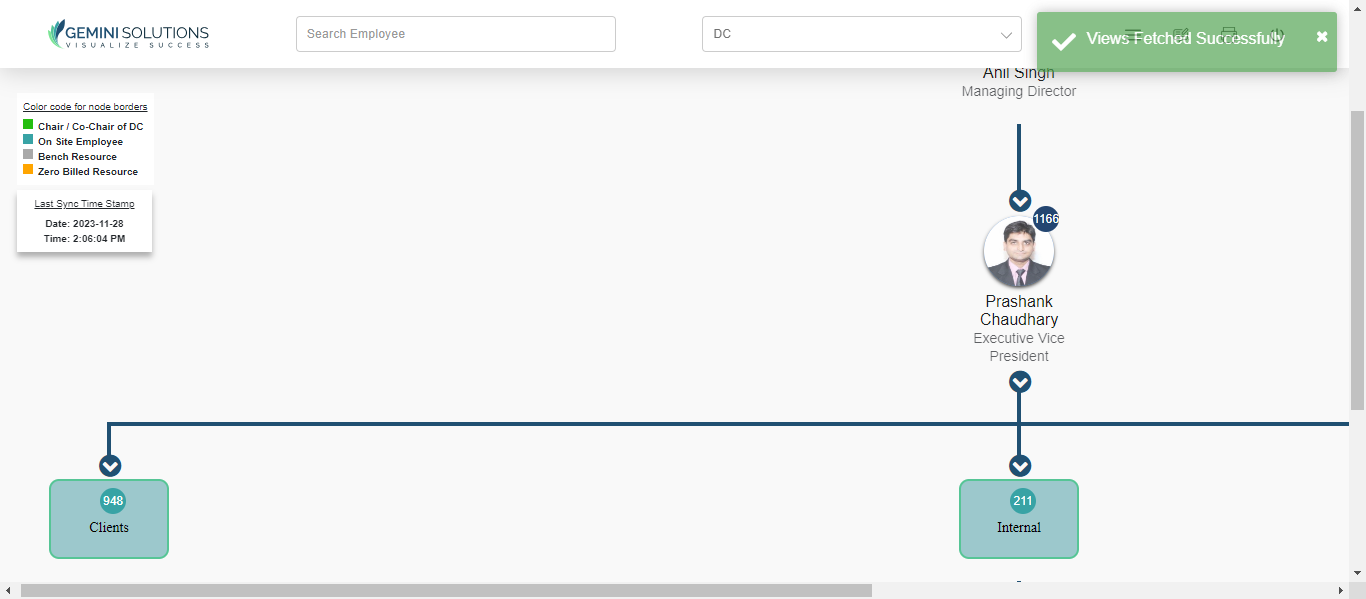 GEMINI SOLUTIONS
VISUALIZE SUCCESS
Search Employee
DC
Views Fetched Successfully
Color code for node borders
Chair / Co-Chair of DC
On Site Employee
Bench Resource
Zero Billed Resource
Last Sync Time Stamp
Date: 2023-11-28
Time: 2:06:04 PM
Anil Singh
Managing Director
1166
Prashank
Chaudhary
Executive Vice
President
948
Clients
211
Internal